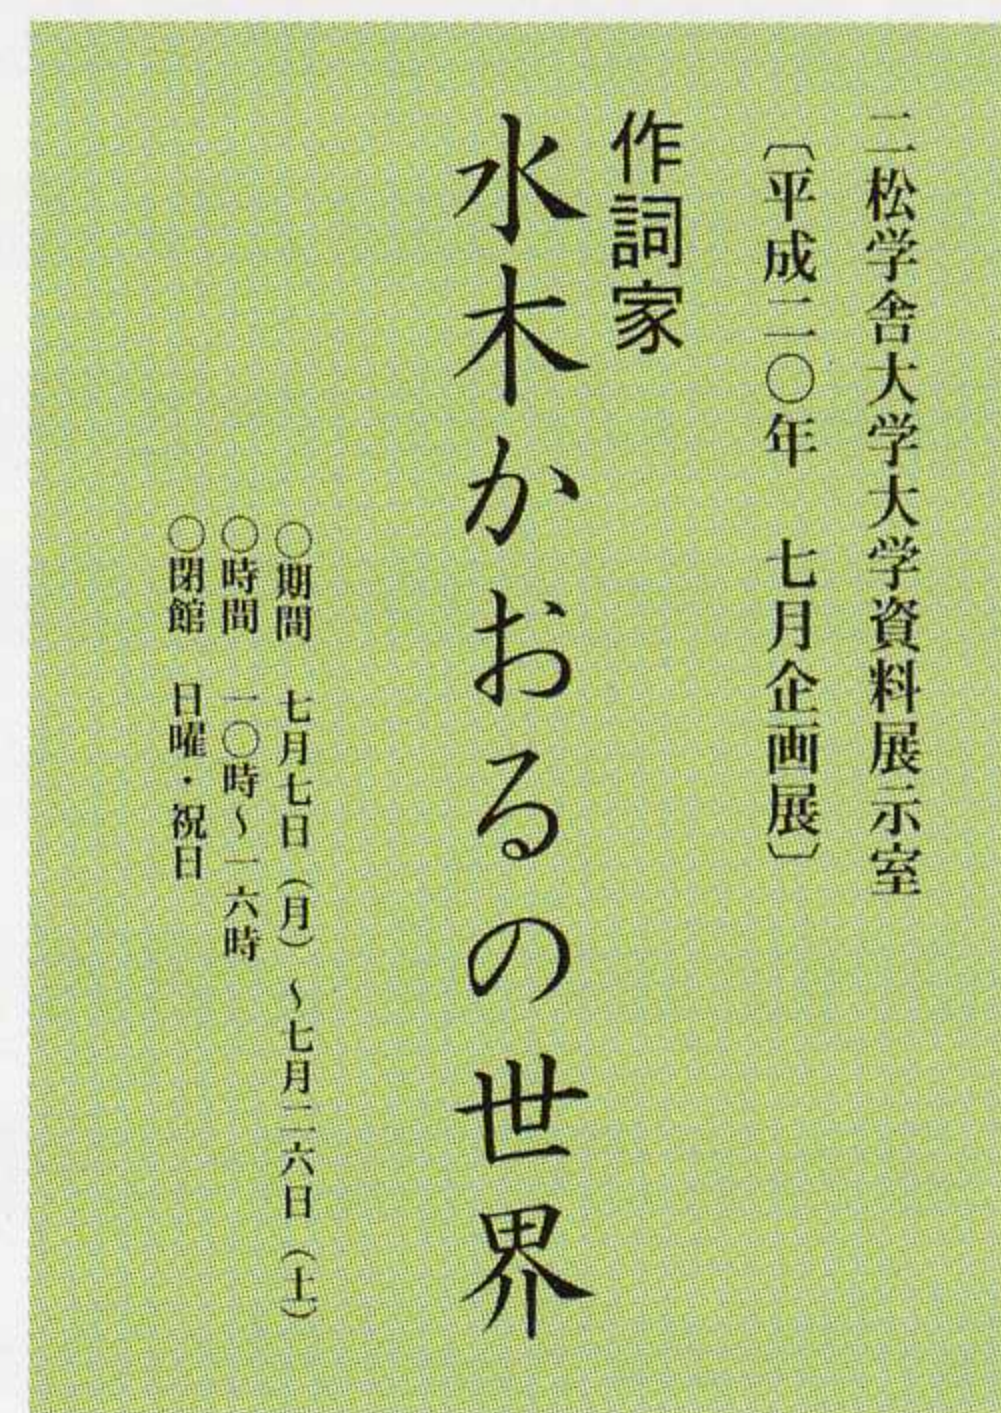 二松学舎大学大学資料展示室
〔平成二〇年　七月企画展〕
作詞家
水木かおるの世界
〇期間　七月七日（月）～七月二六日（土）
〇時間　一〇時～一六時
〇閉館　日曜・祝日